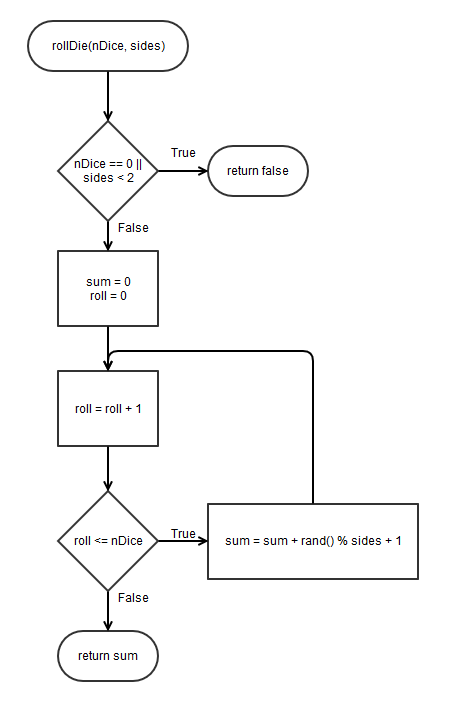 rollDie(nDice, sides)
nDice == 0 ||
sides < 2
True
return false
False
sum = 0
roll = 0
roll = roll + 1
roll <= nDice
True
sum = sum + rand() % sides + 1
False
return sum